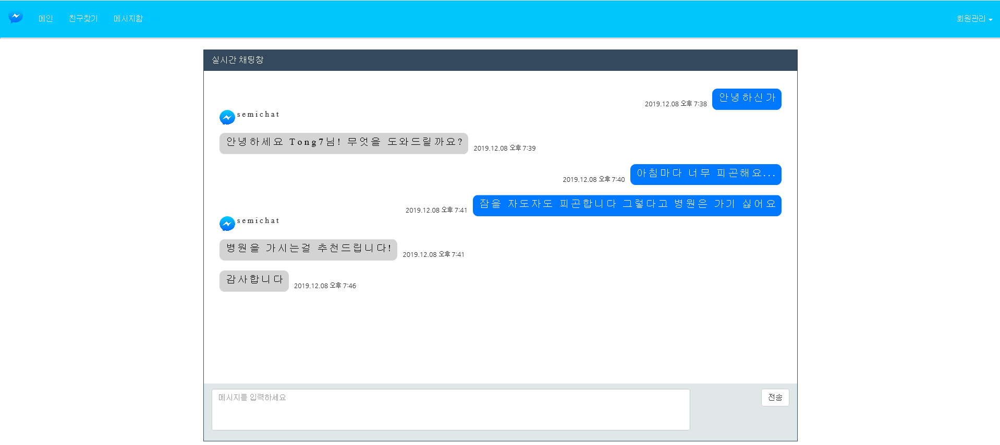 메인 친구찾기 메시지함 회원관리
실시간 채팅창
2019.12.08 오후 7:38 안녕하신가
semichat
안녕하세요 Tong7님! 무엇을 도와드릴까요? 2019.12.08 오후 7:39
2019.12.08 오후 7:40 아침마다 너무 피곤해요...
2019.12.08 오후 7:41 잠을 자도자도 피곤합니다 그렇다고 병원은 가기 싫어요
semichat
병원을 가시는걸 추천드립니다! 2019.12.08 오후 7:41
감사합니다 2019.12.08 오후 7:46
메시지를 입력하세요 전송